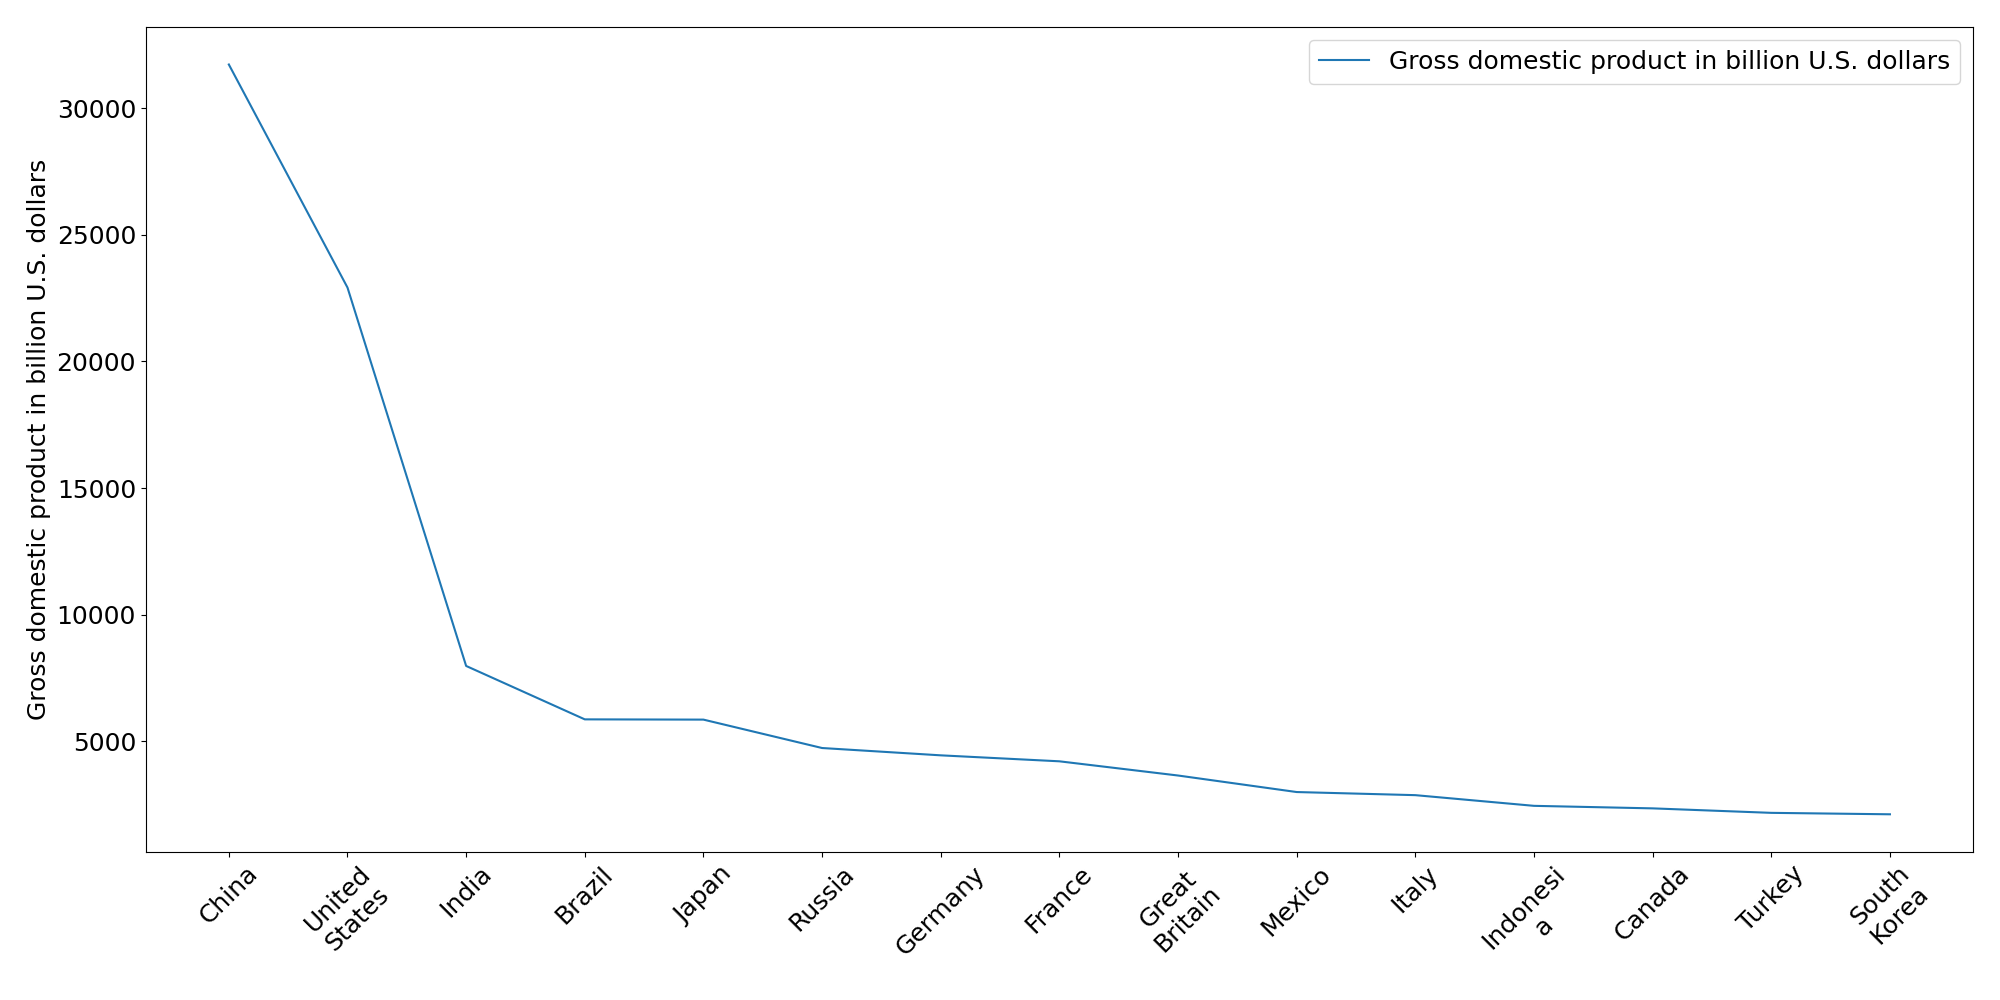 Gross domestic product in billion U.S. dollars
Gross domestic product in billion U.S. dollars
30000
25000
20000
15000
10000
5000
China
United
States
India
Brazil
Japan
Russia
Germany
France
Great
Britain
Mexico
Italy
Indonesi
a
Canada
Turkey
South
Korea